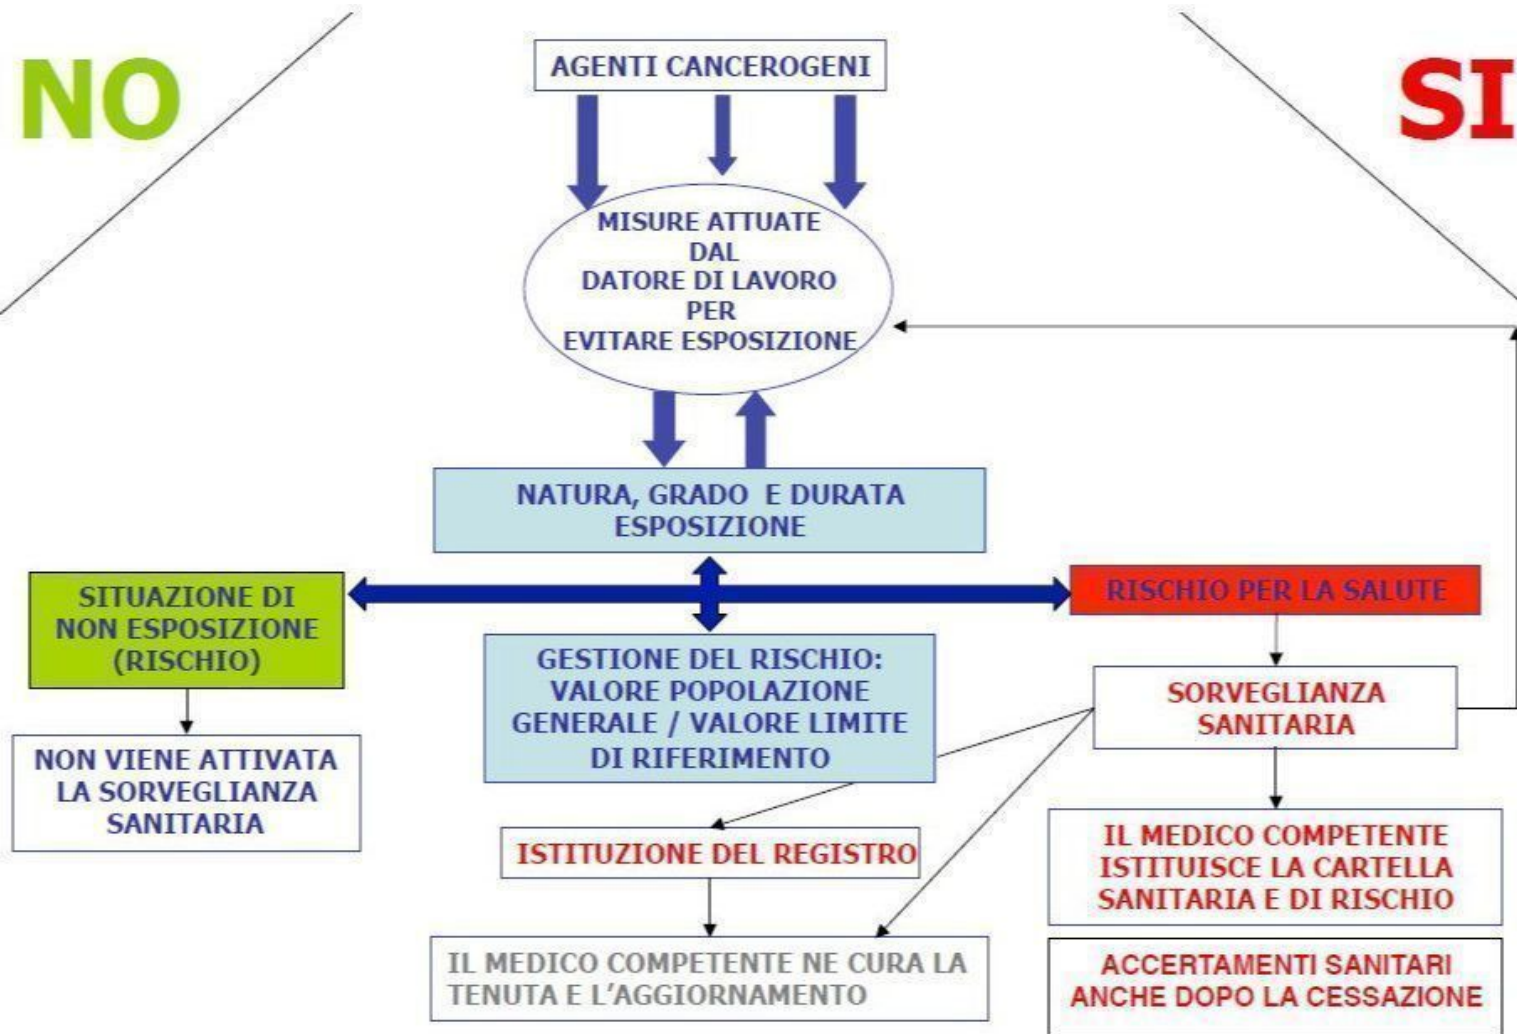 NO
SI
AGENTI CANCEROGENI
MISURE ATTUATE
DAL
DATORE DI LAVORO
PER
EVITARE ESPOSIZIONE
NATURA, GRADO E DURATA
ESPOSIZIONE
SITUAZIONE DI
NON ESPOSIZIONE
(RISCHIO)
RISCHIO PER LA SALUTE
GESTIONE DEL RISCHIO:
VALORE POPOLAZIONE
GENERALE / VALORE LIMITE
DI RIFERIMENTO
SORVEGLIANZA
SANITARIA
NON VIENE ATTIVATA
LA SORVEGLIANZA
SANITARIA
ISTITUZIONE DEL REGISTRO
IL MEDICO COMPETENTE
ISTITUISCE LA CARTELLA
SANITARIA E DI RISCHIO
IL MEDICO COMPETENTE NE CURA LA
TENUTA E L'AGGIORNAMENTO
ACCERTAMENTI SANITARI
ANCHE DOPO LA CESSAZIONE